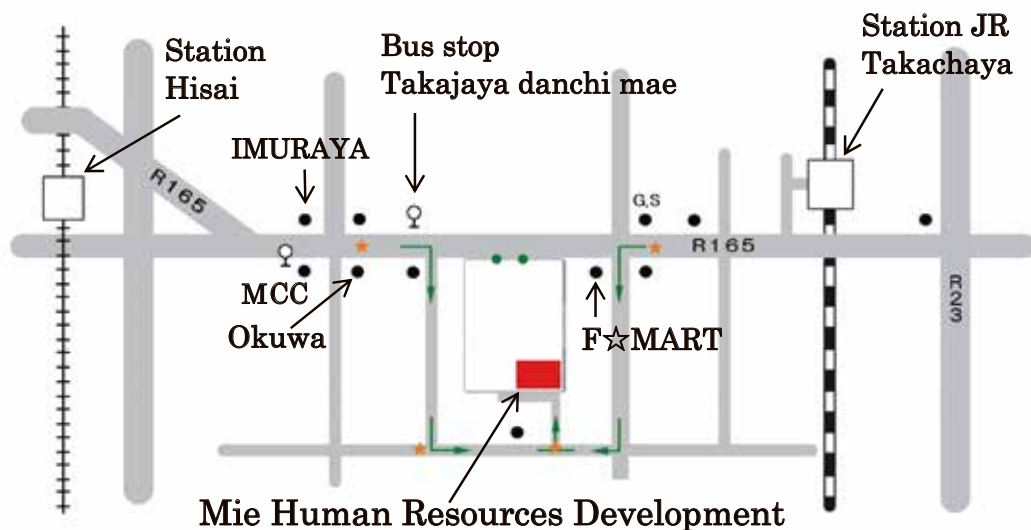 Station JR
Takachaya
Station
Hisai
Bus stop
Takajaya danchi mae
IMURAYA
R165
G,S
R165
MCC
Okuwa
F☆MART
R23
Mie Human Resources Development